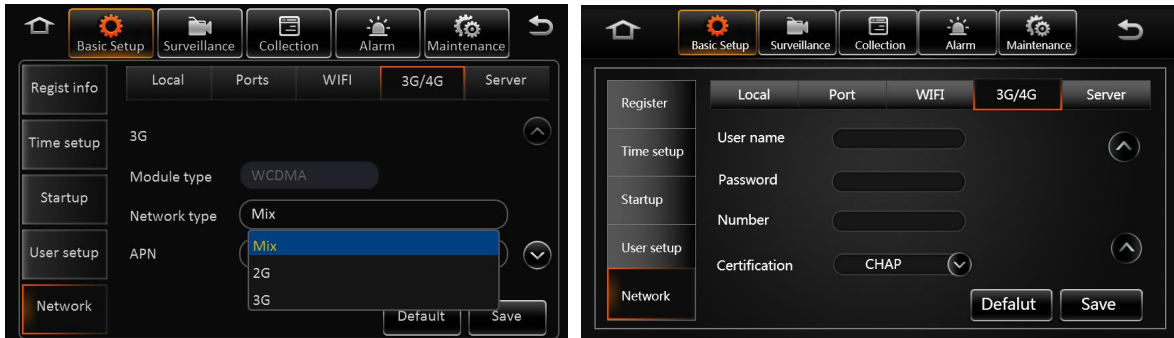 Basic Setup Surveillance Collection Alarm Maintenance
Regist info
Time setup
Startup
User setup
Network
Local Ports WIFI 3G/4G Server
3G
Module type WCDMA
Network type Mix
APN
Mix
2G
3G
Default Save
Basic Setup Surveillance Collection Alarm Maintenance
Register
Time setup
Startup
User setup
Network
Local Port WIFI 3G/4G Server
User name
Password
Number
Certification CHAP
Defalut Save